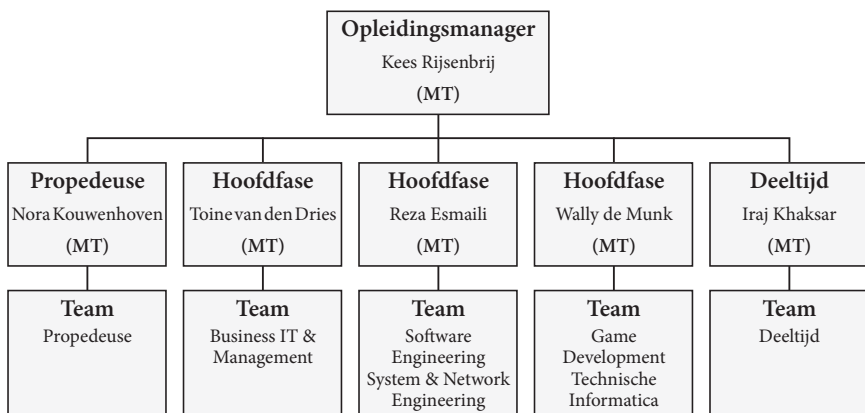 Opleidingsmanager
Kees Rijsenbrij
(MT)
Propedeuse
Nora Kouwenhoven
(MT)
Hoofdfase
Toine van den Dries
(MT)
Hoofdfase
Reza Esmaili
(MT)
Hoofdfase
Wally de Munk
(MT)
Deeltijd
Iraj Khaksar
(MT)
Team
Propedeuse
Team
Business IT &
Management
Team
Software
Engineering
System & Network
Engineering
Team
Game
Development
Technische
Informatica
Team
Deeltijd